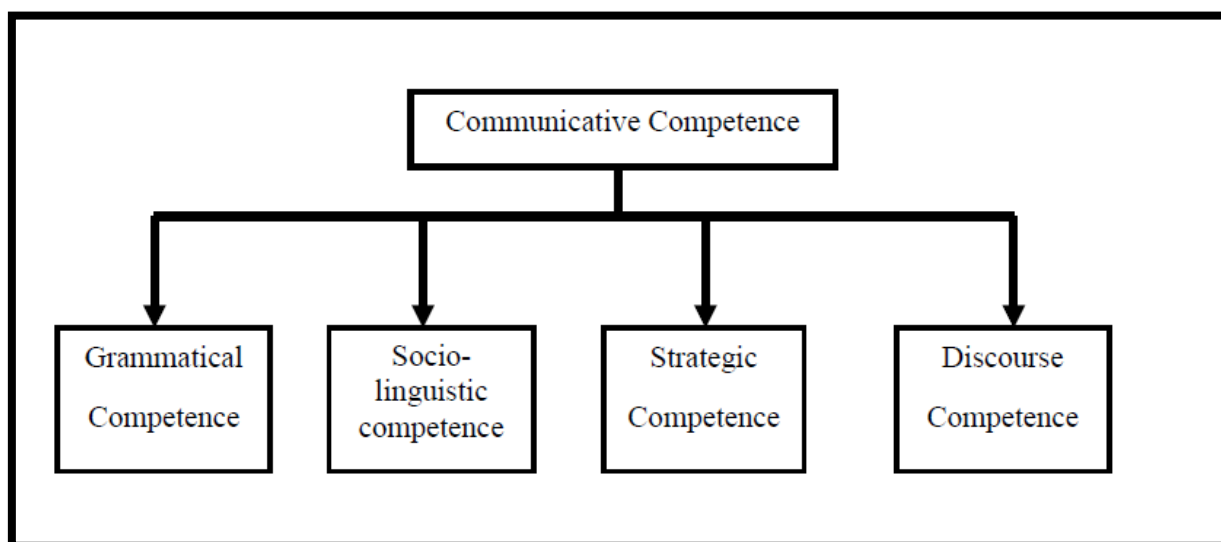 Communicative Competence
Grammatical
Competence
Socio-
linguistic
competence
Strategic
Competence
Discourse
Competence